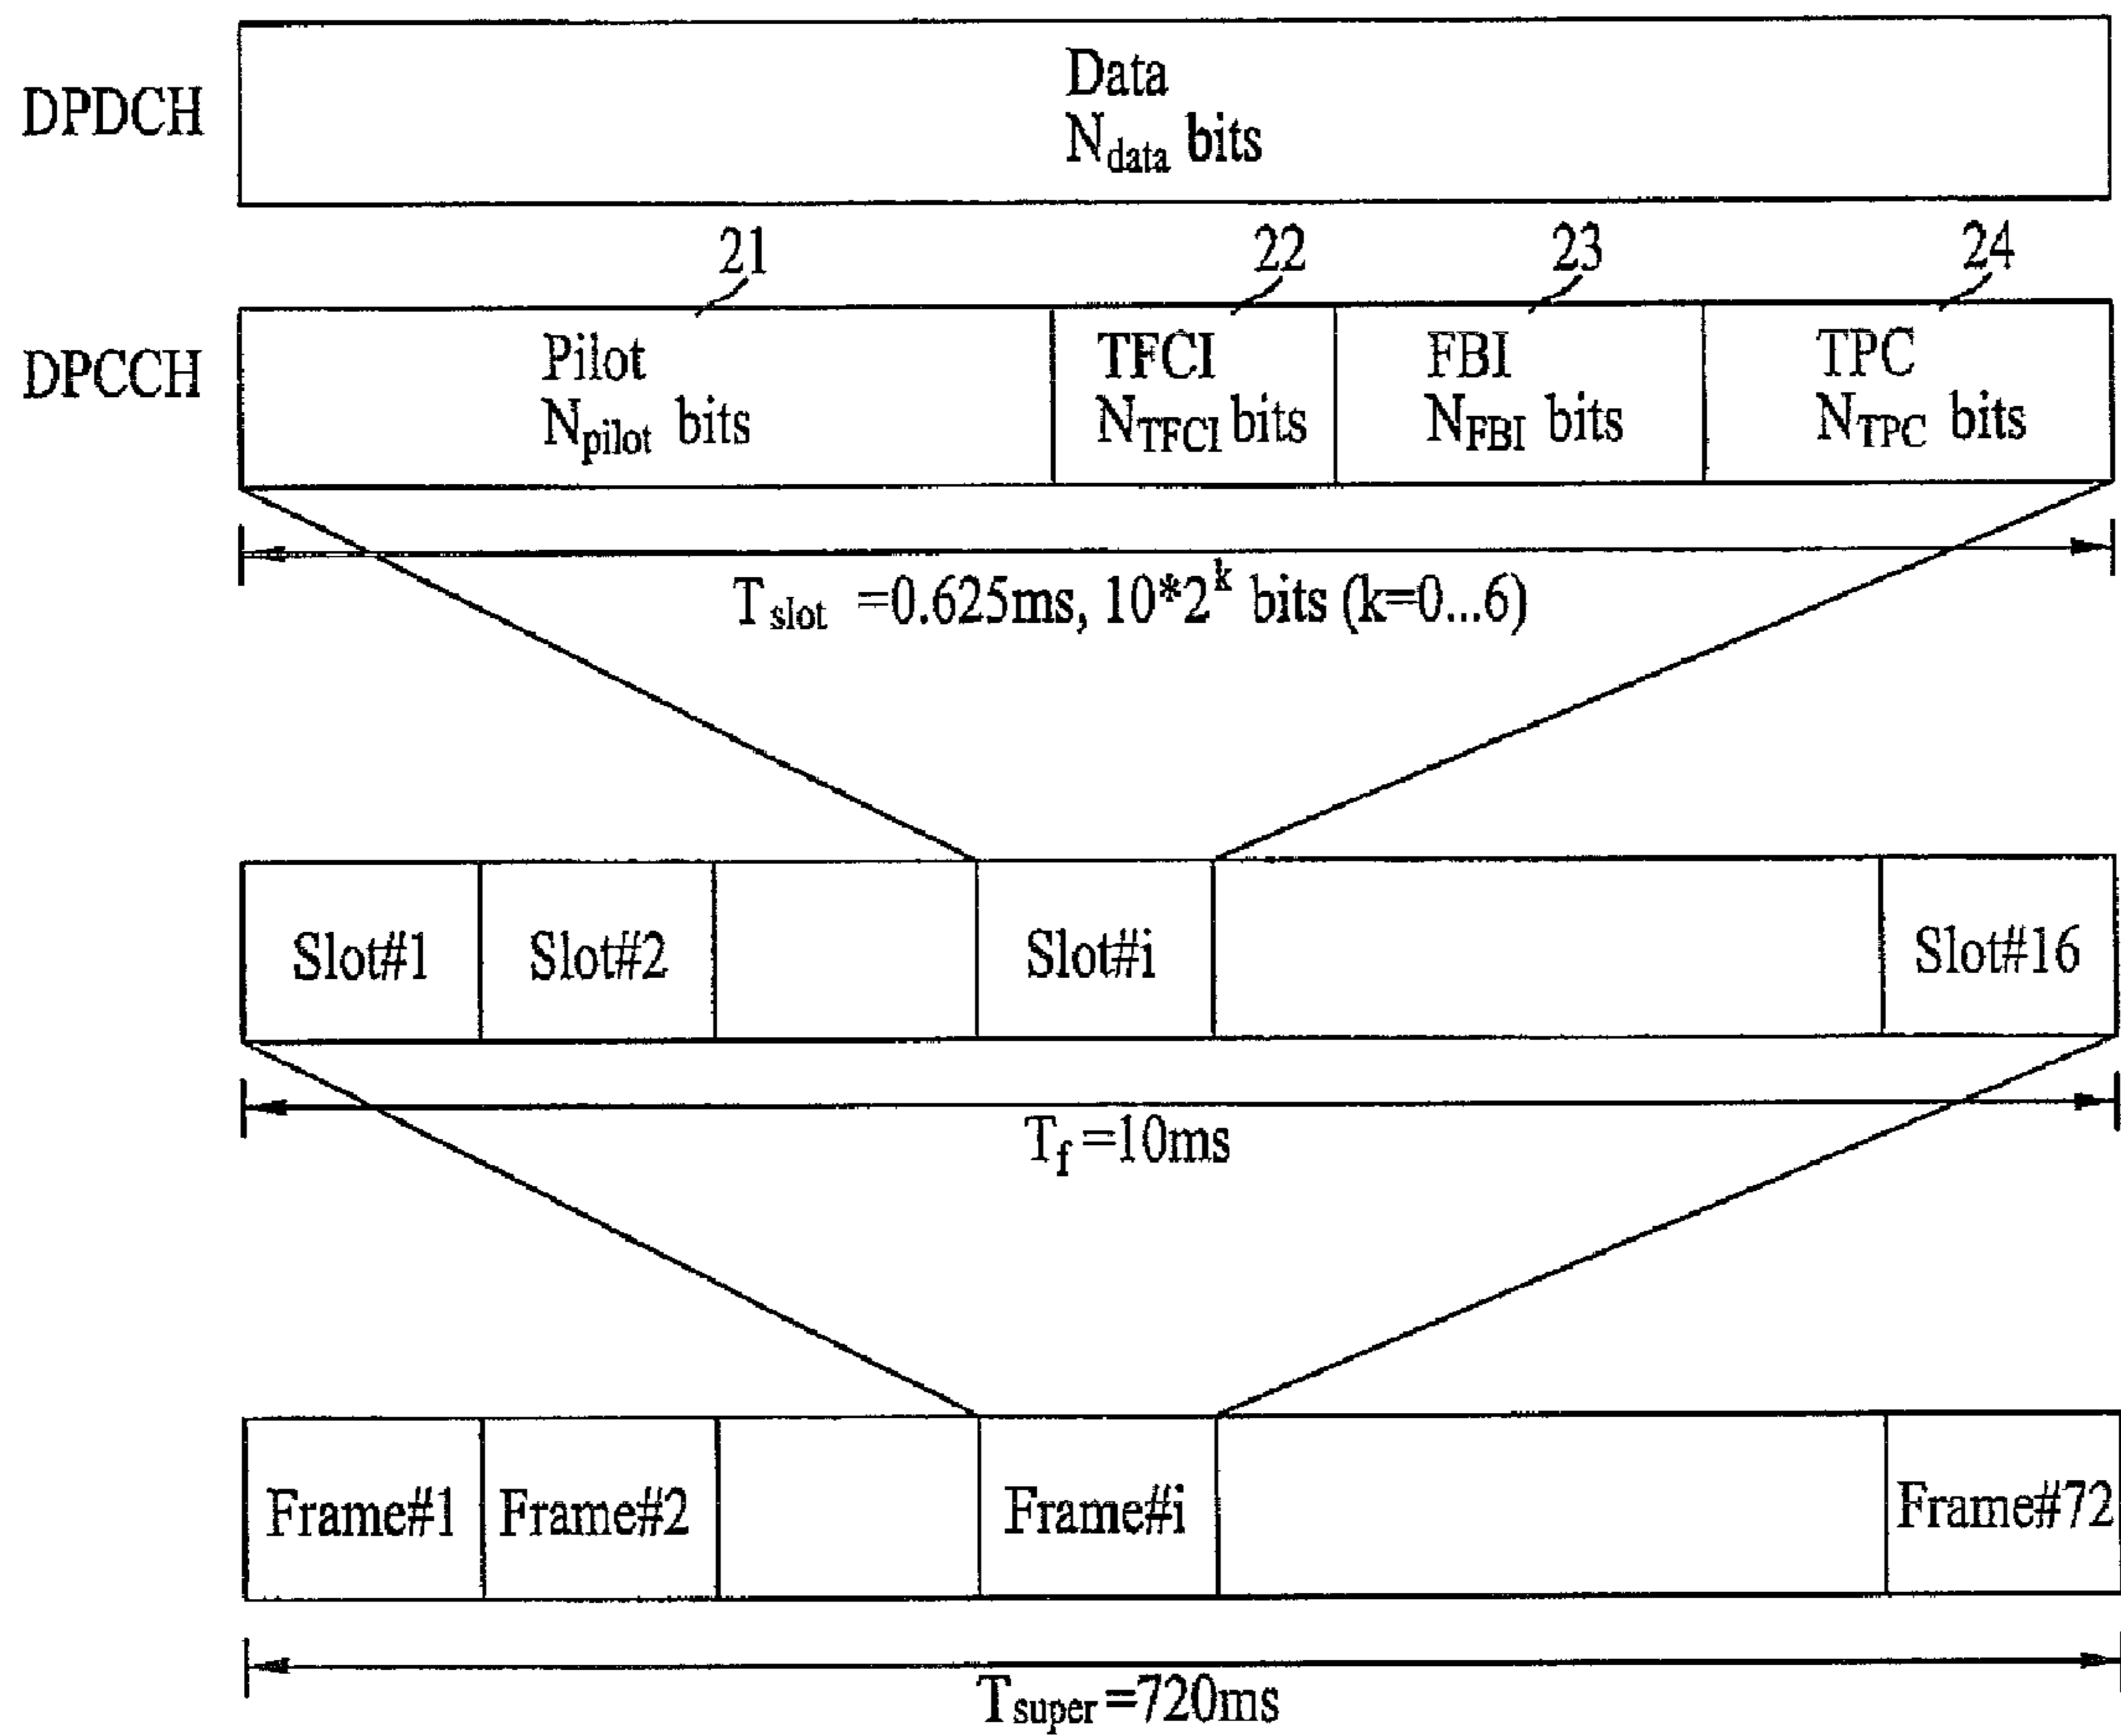 DPDCH
Data
N_data bits
21
22
23
24
DPCCH
Pilot
N_pilot bits
TFCI
N_TFCI bits
FBI
N_FBI bits
TPC
N_TPC bits
T_slot =0.625ms, 10*2^k bits (k=0...6)
Slot#1
Slot#2
Slot#i
Slot#16
T_f=10ms
Frame#1
Frame#2
Frame#i
Frame#72
T_super=720ms